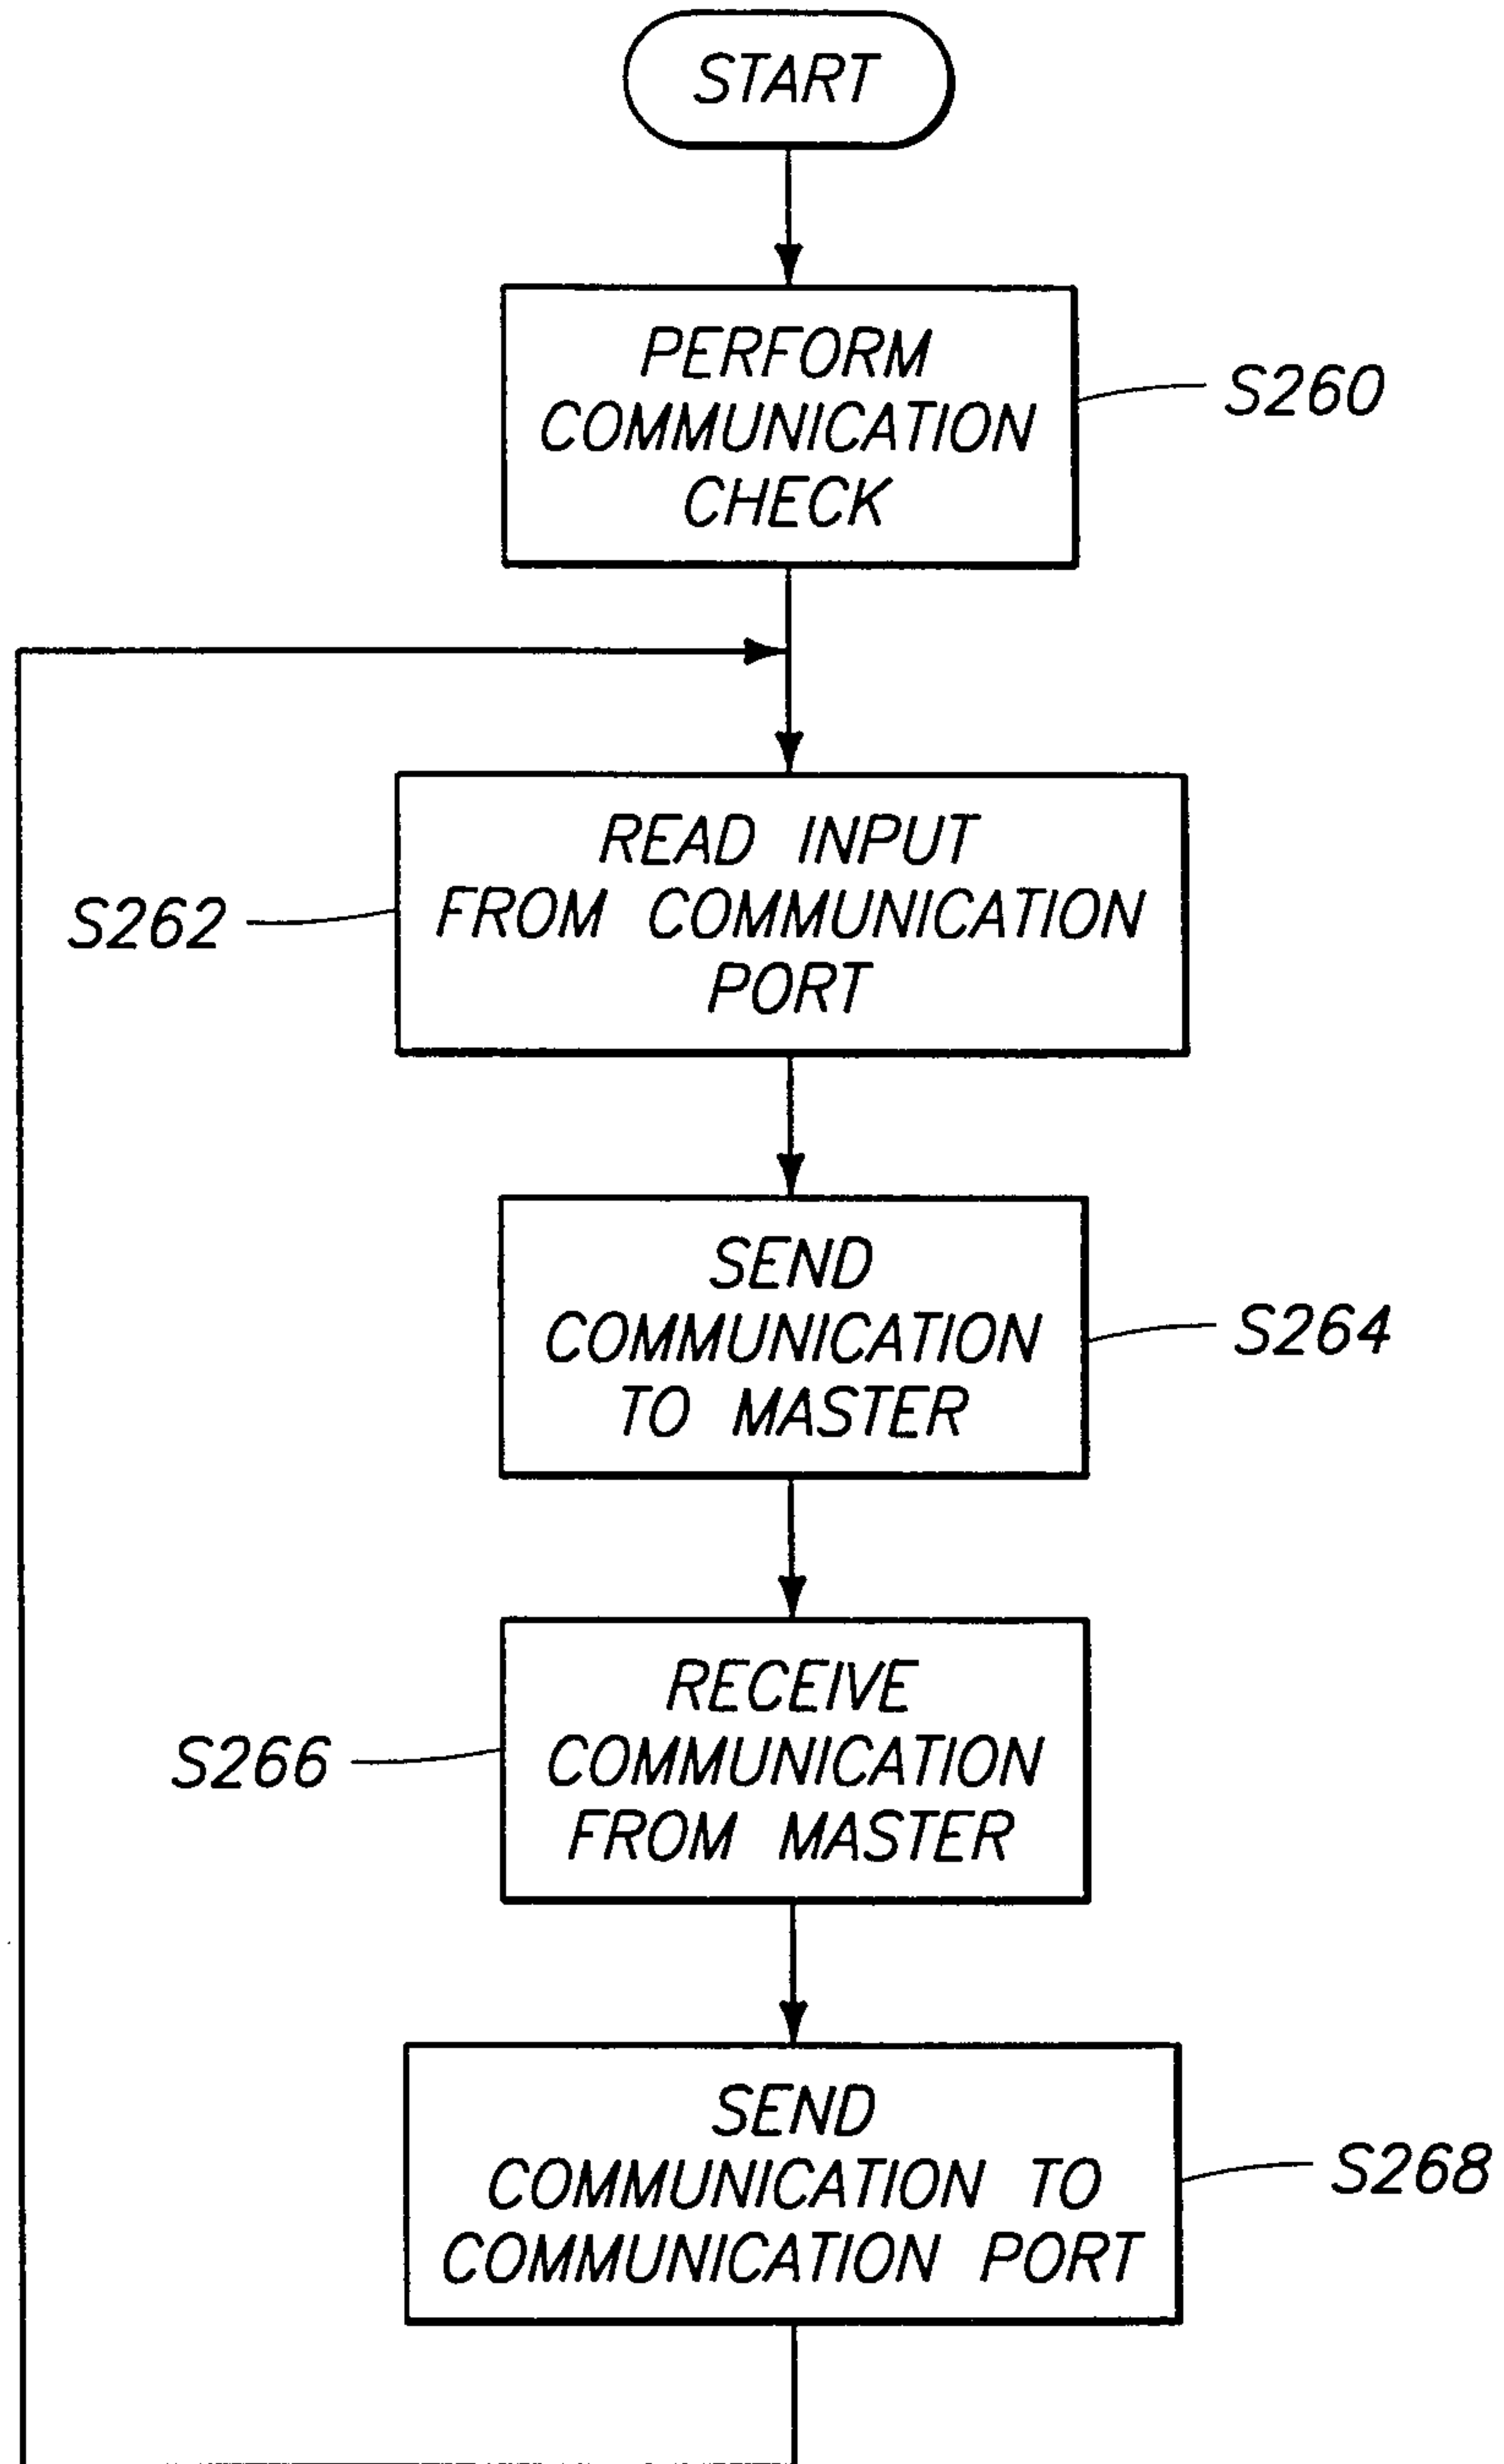 START
PERFORM
COMMUNICATION
CHECK
S260
READ INPUT
FROM COMMUNICATION
PORT
S262
SEND
COMMUNICATION
TO MASTER
S264
RECEIVE
COMMUNICATION
FROM MASTER
S266
SEND
COMMUNICATION TO
COMMUNICATION PORT
S268